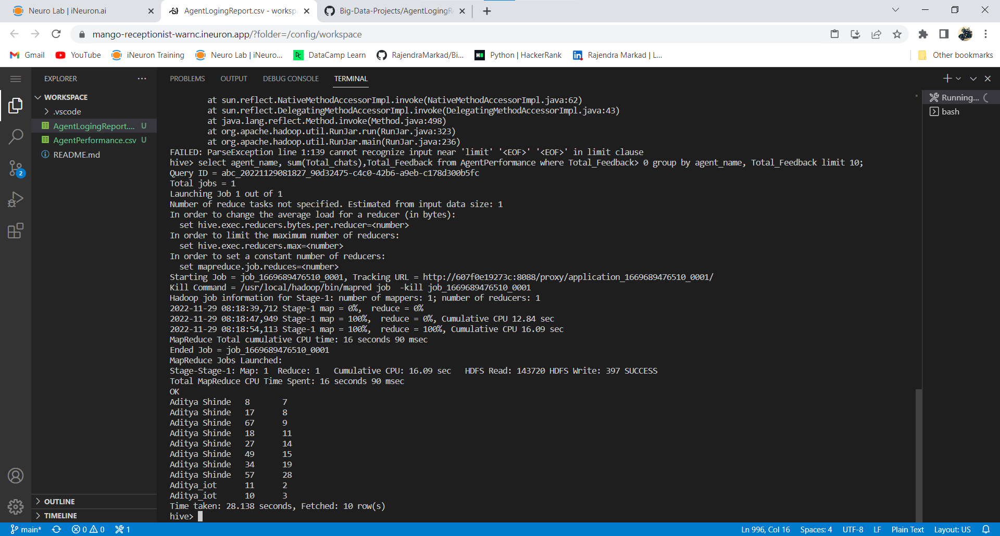 Neuro Lab | iNeuron.ai
AgentLogingReport.csv - worksp
Big-Data-Projects/AgentLogingR
mango-receptionist-warnc.ineuron.app/?folder=/config/workspace
Gmail
YouTube
iNeuron Training
Neuro Lab | iNeuro...
DataCamp Learn
RajendraMarkad/Bi...
Python | HackerRank
Rajendra Markad | L...
Other bookmarks
EXPLORER
WORKSPACE
.vscode
AgentLogingReport.... U
AgentPerformance.csv U
README.md
2
OUTLINE
TIMELINE
PROBLEMS OUTPUT DEBUG CONSOLE TERMINAL
at sun.reflect.NativeMethodAccessorImpl.invoke(NativeMethodAccessorImpl.java:62)
at sun.reflect.DelegatingMethodAccessorImpl.invoke(DelegatingMethodAccessorImpl.java:43)
at java.lang.reflect.Method.invoke(Method.java:498)
at org.apache.hadoop.util.RunJar.run(RunJar.java:323)
at org.apache.hadoop.util.RunJar.main(RunJar.java:236)
FAILED: ParseException line 1:139 cannot recognize input near 'limit' '<EOF>' '<EOF>' in limit clause
hive> select agent_name, sum(Total_chats),Total_Feedback from AgentPerformance where Total_Feedback> 0 group by agent_name, Total_Feedback limit 10;
Query ID = abc_20221129081827_90d32475-c4c0-42b6-a9eb-c178d300b5fc
Total jobs = 1
Launching Job 1 out of 1
Number of reduce tasks not specified. Estimated from input data size: 1
In order to change the average load for a reducer (in bytes):
set hive.exec.reducers.bytes.per.reducer=<number>
In order to limit the maximum number of reducers:
set hive.exec.reducers.max=<number>
In order to set a constant number of reducers:
set mapreduce.job.reduces=<number>
Starting Job = job_1669689476510_0001, Tracking URL = http://607f0e19273c:8088/proxy/application_1669689476510_0001/
Kill Command = /usr/local/hadoop/bin/mapred job  -kill job_1669689476510_0001
Hadoop job information for Stage-1: number of mappers: 1; number of reducers: 1
2022-11-29 08:18:39,712 Stage-1 map = 0%,  reduce = 0%
2022-11-29 08:18:47,949 Stage-1 map = 100%,  reduce = 0%, Cumulative CPU 12.84 sec
2022-11-29 08:18:54,113 Stage-1 map = 100%,  reduce = 100%, Cumulative CPU 16.09 sec
MapReduce Total cumulative CPU time: 16 seconds 90 msec
Ended Job = job_1669689476510_0001
MapReduce Jobs Launched:
Stage-Stage-1: Map: 1  Reduce: 1   Cumulative CPU: 16.09 sec   HDFS Read: 143720 HDFS Write: 397 SUCCESS
Total MapReduce CPU Time Spent: 16 seconds 90 msec
OK
Aditya Shinde 8 7
Aditya Shinde 17 8
Aditya Shinde 67 9
Aditya Shinde 18 11
Aditya Shinde 27 14
Aditya Shinde 49 15
Aditya Shinde 34 19
Aditya Shinde 57 28
Aditya_iot 11 2
Aditya_iot 10 3
Time taken: 28.138 seconds, Fetched: 10 row(s)
hive>
Running...
bash
main* 0 0 1
Ln 996, Col 16 Spaces: 4 UTF-8 LF Plain Text Layout: US